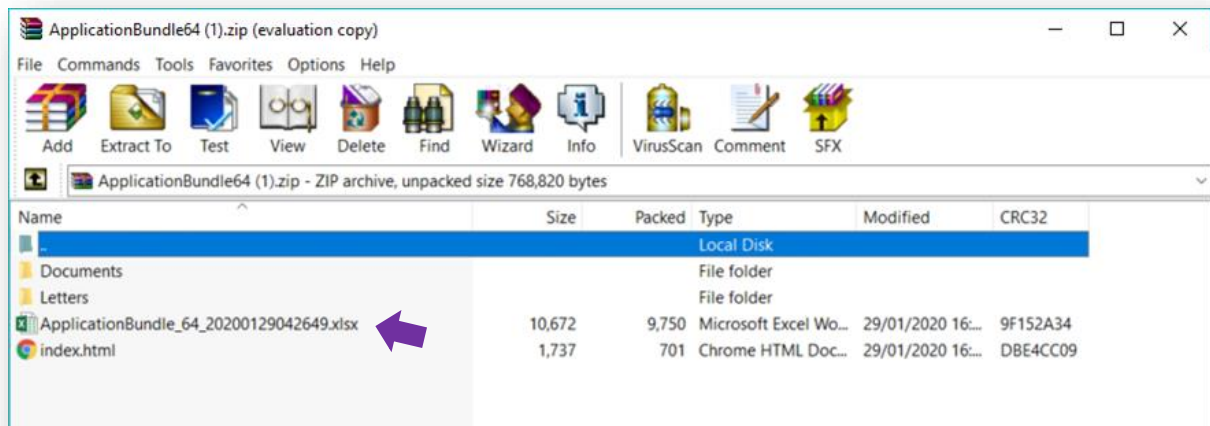 ApplicationBundle64 (1).zip (evaluation copy)
File Commands Tools Favorites Options Help
Add Extract To Test View Delete Find Wizard Info VirusScan Comment SFX
ApplicationBundle64 (1).zip - ZIP archive, unpacked size 768,820 bytes
Name Size Packed Type Modified CRC32
.. Local Disk
Documents File folder
Letters File folder
ApplicationBundle_64_20200129042649.xlsx 10,672 9,750 Microsoft Excel Wo... 29/01/2020 16:... 9F152A34
index.html 1,737 701 Chrome HTML Doc... 29/01/2020 16:... DBE4CC09